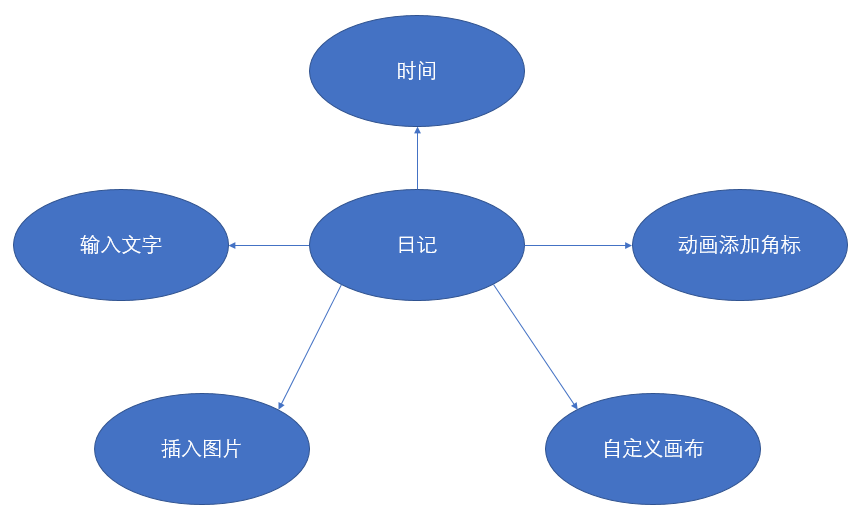 时间
输入文字
日记
动画添加角标
插入图片
自定义画布